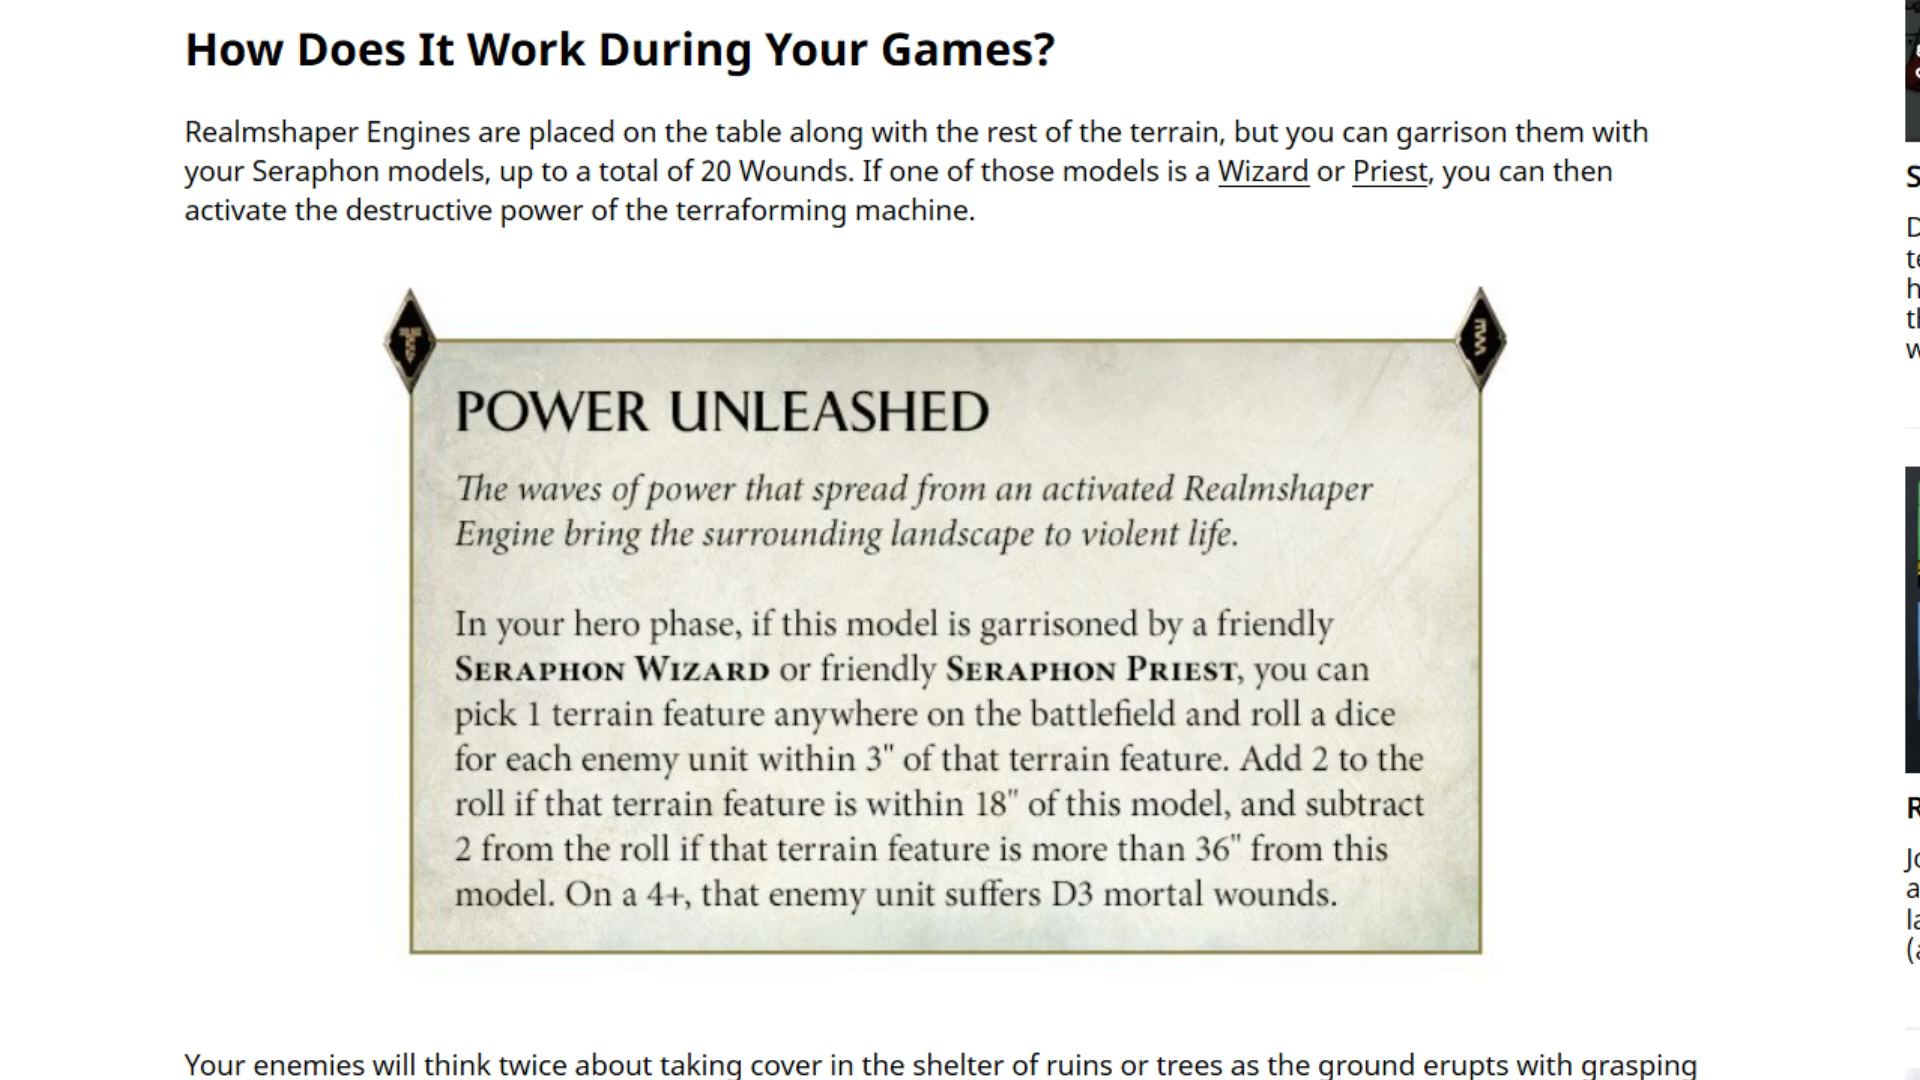 How Does It Work During Your Games?
Realmshaper Engines are placed on the table along with the rest of the terrain, but you can garrison them with
your Seraphon models, up to a total of 20 Wounds. If one of those models is a Wizard or Priest, you can then
activate the destructive power of the terraforming machine.
POWER UNLEASHED
The waves of power that spread from an activated Realmshaper
Engine bring the surrounding landscape to violent life.
In your hero phase, if this model is garrisoned by a friendly
SERAPHON WIZARD or friendly SERAPHON PRIEST, you can
pick 1 terrain feature anywhere on the battlefield and roll a dice
for each enemy unit within 3" of that terrain feature. Add 2 to the
roll if that terrain feature is within 18" of this model, and subtract
2 from the roll if that terrain feature is more than 36" from this
model. On a 4+, that enemy unit suffers D3 mortal wounds.
Your enemies will think twice about taking cover in the shelter of ruins or trees as the ground erupts with grasping